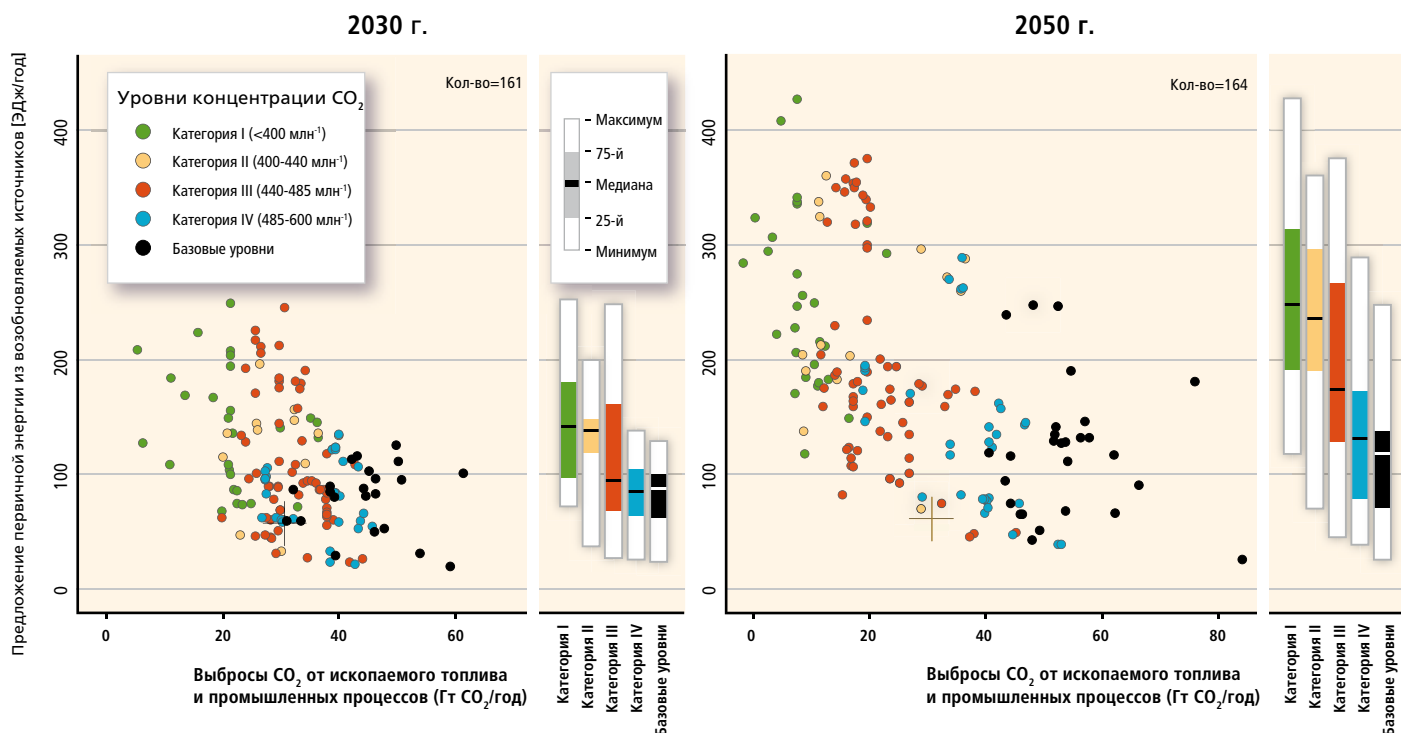 2030 г.
2050 г.
Предложение первичной энергии из возобновляемых источников [ЭДж/год]
Кол-во=161
Уровни концентрации CO₂
Категория I (<400 млн⁻¹)
Категория II (400-440 млн⁻¹)
Категория III (440-485 млн⁻¹)
Категория IV (485-600 млн⁻¹)
Базовые уровни
Максимум
75-й
Медиана
25-й
Минимум
400
300
200
100
0
0
20
40
60
Выбросы CO₂ от ископаемого топлива
и промышленных процессов (Гт CO₂/год)
Категория I
Категория II
Категория III
Категория IV
Базовые уровни
Кол-во=164
400
300
200
100
0
0
20
40
60
80
Выбросы CO₂ от ископаемого топлива
и промышленных процессов (Гт CO₂/год)
Категория I
Категория II
Категория III
Категория IV
Базовые уровни